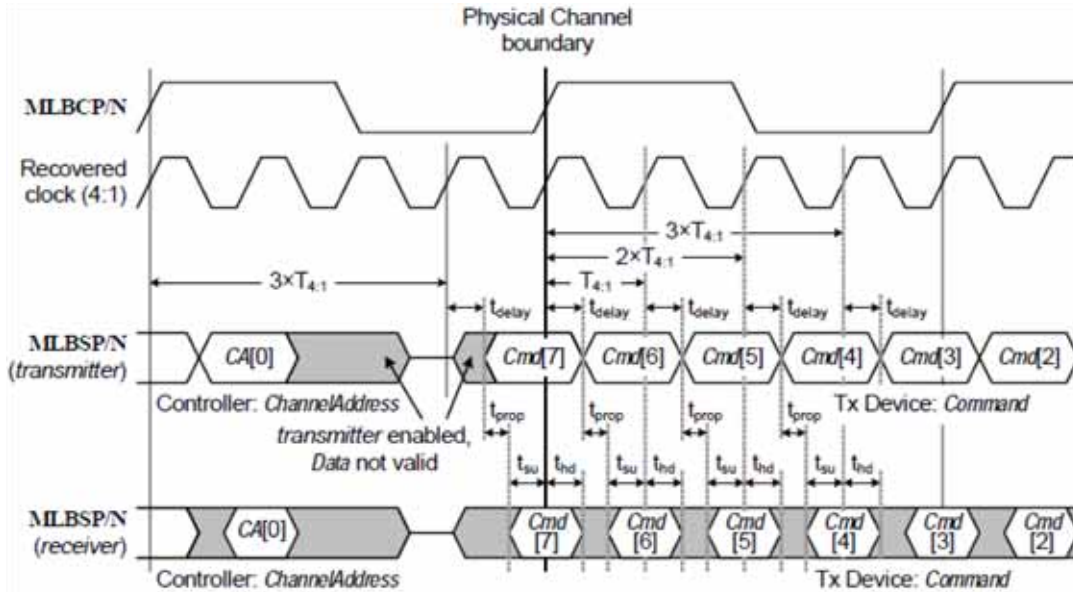 Physical Channel
boundary
MLBCP/N
Recovered
clock (4:1)
3×T4:1
2×T4:1
3×T4:1 T4:1
tdelay tdelay tdelay tdelay tdelay
MLBSP/N
(transmitter)
CA[0] Cmd[7] Cmd[6] Cmd[5] Cmd[4] Cmd[3] Cmd[2]
Controller: ChannelAddress Tx Device: Command
transmitter enabled,
Data not valid
tprop tprop tprop tprop
tsu thd tsu thd tsu thd tsu thd
MLBSP/N
(receiver)
CA[0] Cmd Cmd Cmd Cmd Cmd Cmd
[7] [6] [5] [4] [3] [2]
Controller: ChannelAddress Tx Device: Command